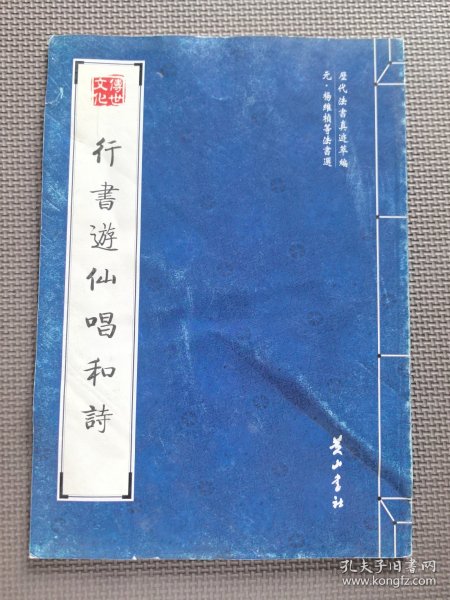 歷代法書真迹萃編
元·楊維楨等法書選
傳世
文化
行書遊仙唱和詩
黄山書社
孔夫子旧書网
www.kongfz.com